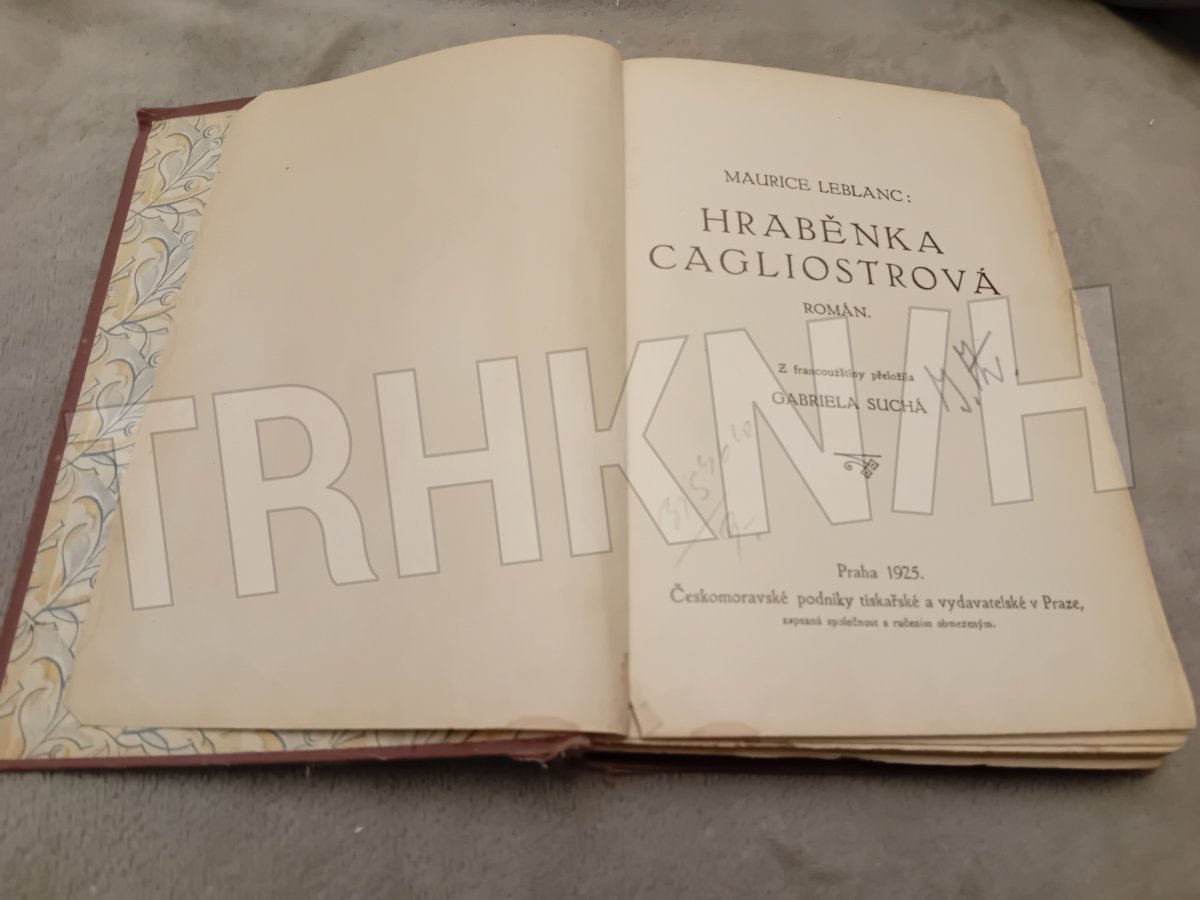 MAURICE LEBLANC:
HRABĚNKA
CAGLIOSTROVÁ
ROMÁN.
Z francouzštiny přeložila
GABRIELA SUCHÁ
TRHKNIH
Praha 1925.
Českomoravské podniky tiskařské a vydavatelské v Praze,
zapsaná společnost s ručením obmezeným.